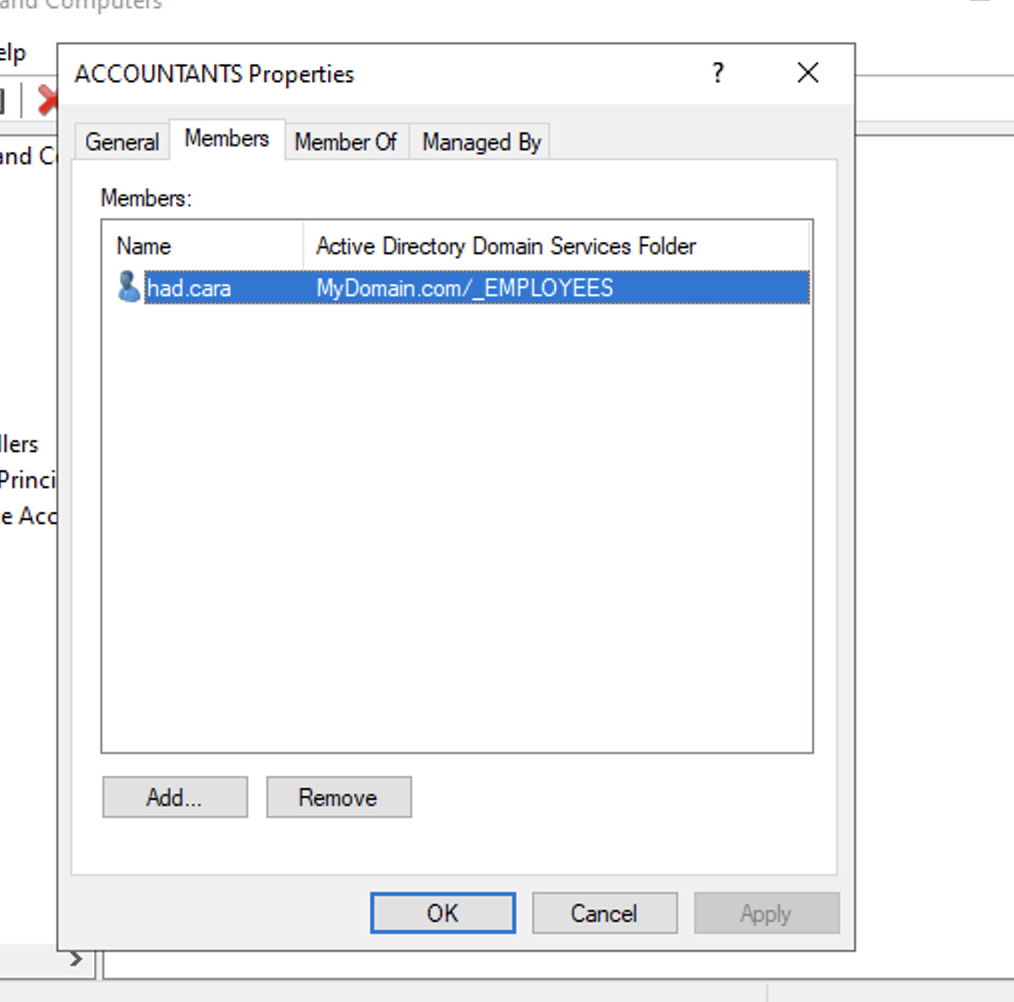 and Computers
elp
ACCOUNTANTS Properties
?
and C
General Members Member Of Managed By
Members:
Name Active Directory Domain Services Folder
had.cara MyDomain.com/_EMPLOYEES
llers
Princi
e Acc
Add... Remove
OK Cancel Apply